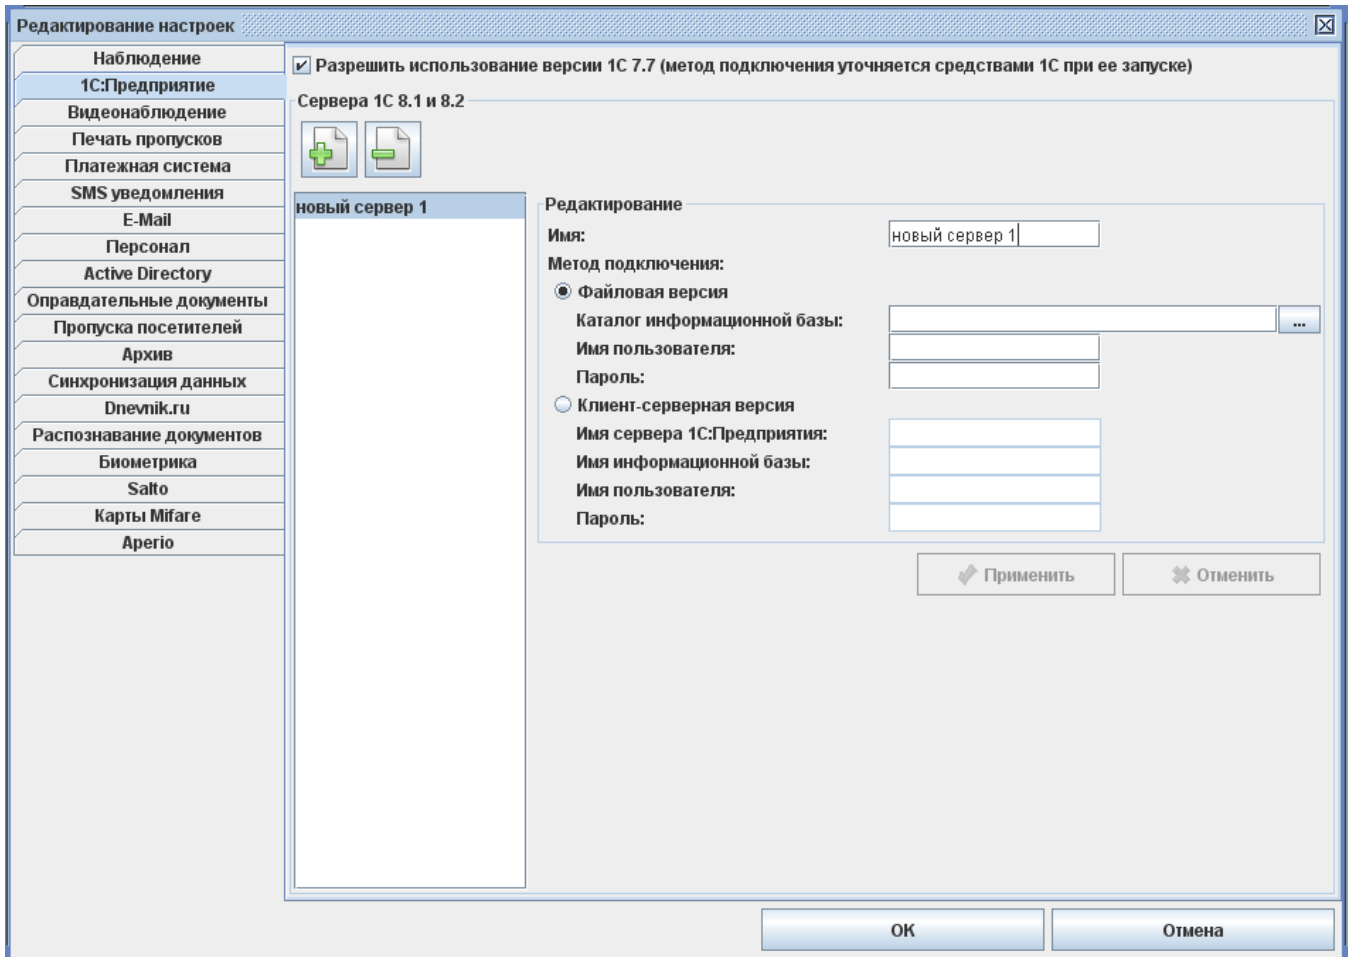 Редактирование настроек
Наблюдение
1С:Предприятие
Видеонаблюдение
Печать пропусков
Платежная система
SMS уведомления
E-Mail
Персонал
Active Directory
Оправдательные документы
Пропуска посетителей
Архив
Синхронизация данных
Dnevnik.ru
Распознавание документов
Биометрика
Salto
Карты Mifare
Aperio
Разрешить использование версии 1С 7.7 (метод подключения уточняется средствами 1С при ее запуске)
Сервера 1С 8.1 и 8.2
новый сервер 1
Редактирование
Имя: новый сервер 1
Метод подключения:
Файловая версия
Каталог информационной базы: ...
Имя пользователя:
Пароль:
Клиент-серверная версия
Имя сервера 1С:Предприятия:
Имя информационной базы:
Имя пользователя:
Пароль:
Применить Отменить
OK Отмена